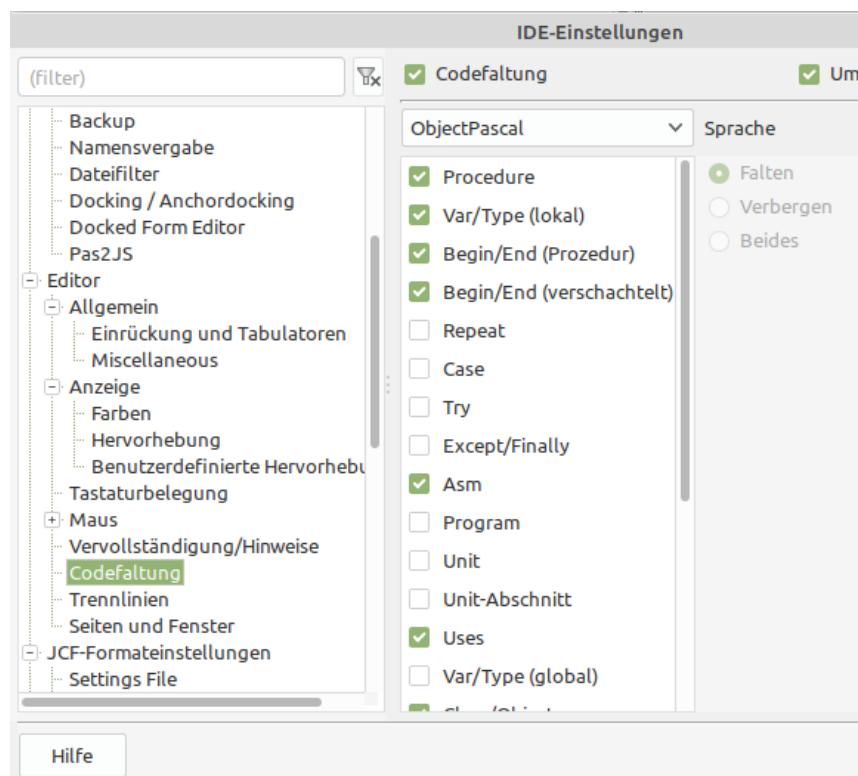 IDE-Einstellungen
(filter)
Backup
Namensvergabe
Dateifilter
Docking / Anchordocking
Docked Form Editor
Pas2JS
Editor
Allgemein
Einrückung und Tabulatoren
Miscellaneous
Anzeige
Farben
Hervorhebung
Benutzerdefinierte Hervorhebu
Tastaturbelegung
Maus
Vervollständigung/Hinweise
Codefaltung
Trennlinien
Seiten und Fenster
JCF-Formateinstellungen
Settings File
Codefaltung Um
ObjectPascal Sprache
Procedure
Var/Type (lokal)
Begin/End (Prozedur)
Begin/End (verschachtelt)
Repeat
Case
Try
Except/Finally
Asm
Program
Unit
Unit-Abschnitt
Uses
Var/Type (global)
Falten
Verbergen
Beides
Hilfe